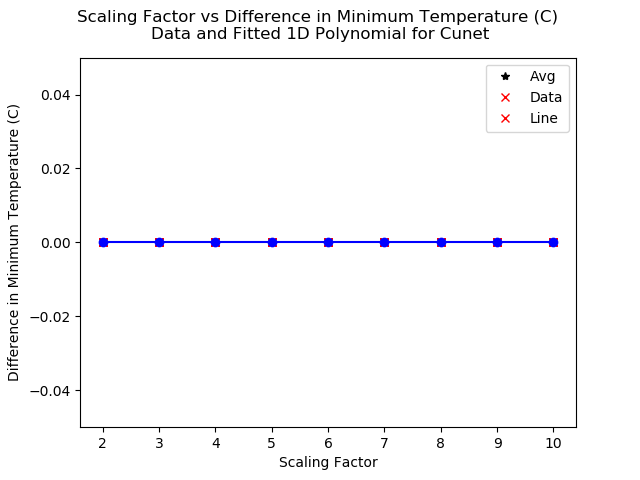 Scaling Factor vs Difference in Minimum Temperature (C)
Data and Fitted 1D Polynomial for Cunet
Avg
Data
Line
Difference in Minimum Temperature (C)
0.04
0.02
0.00
−0.02
−0.04
2 3 4 5 6 7 8 9 10
Scaling Factor